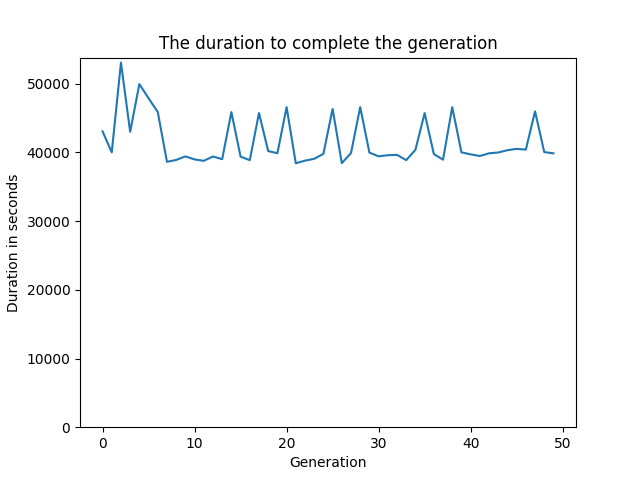 The duration to complete the generation
50000
40000
30000
20000
10000
0
Duration in seconds
0 10 20 30 40 50
Generation